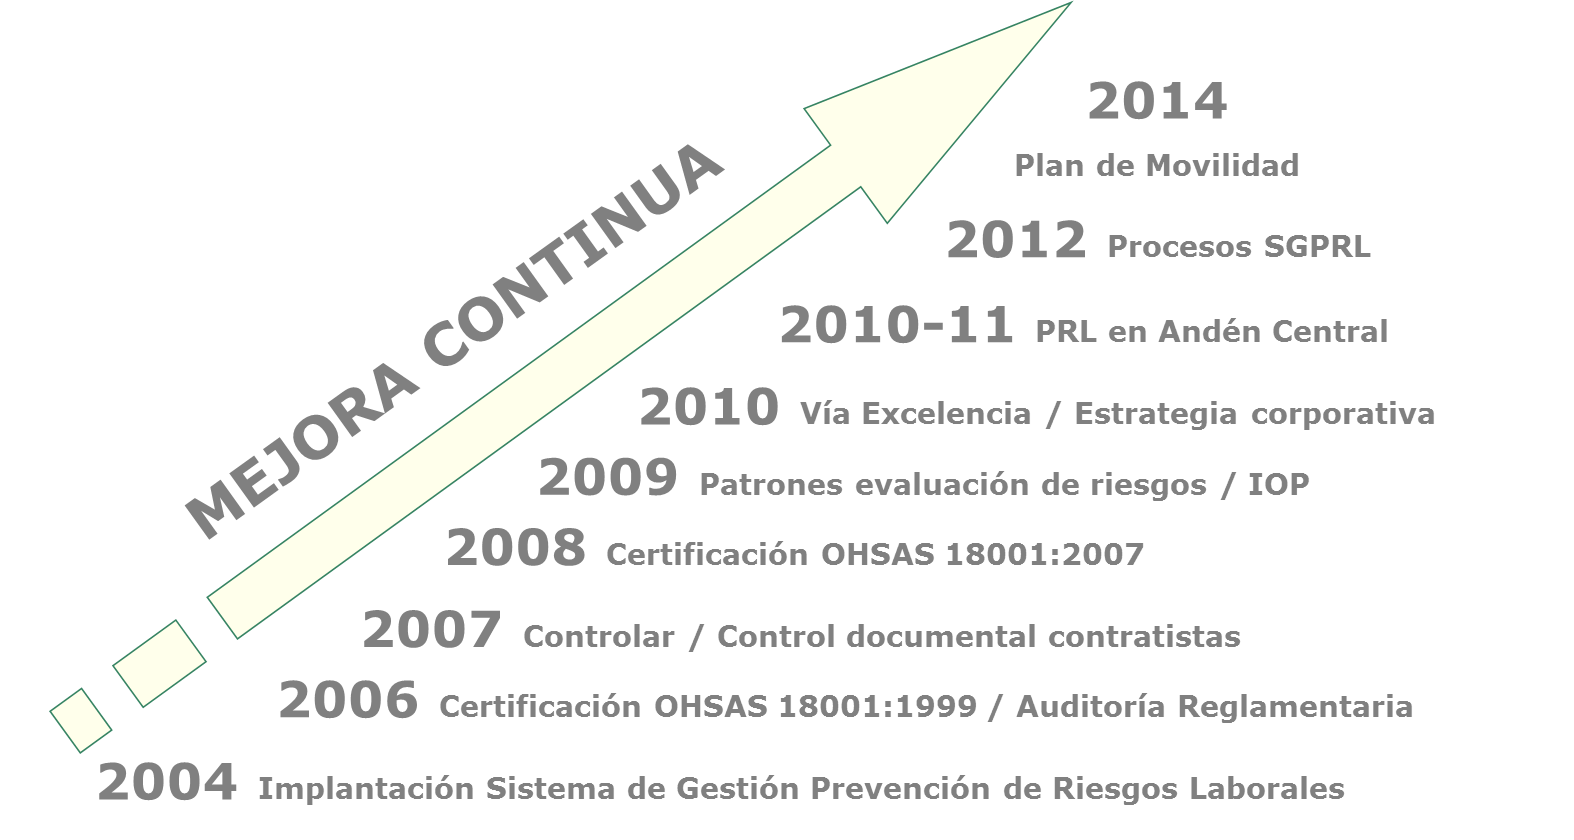 MEJORA CONTINUA
2014
Plan de Movilidad
2012 Procesos SGPRL
2010-11 PRL en Andén Central
2010 Vía Excelencia / Estrategia corporativa
2009 Patrones evaluación de riesgos / IOP
2008 Certificación OHSAS 18001:2007
2007 Controlar / Control documental contratistas
2006 Certificación OHSAS 18001:1999 / Auditoría Reglamentaria
2004 Implantación Sistema de Gestión Prevención de Riesgos Laborales